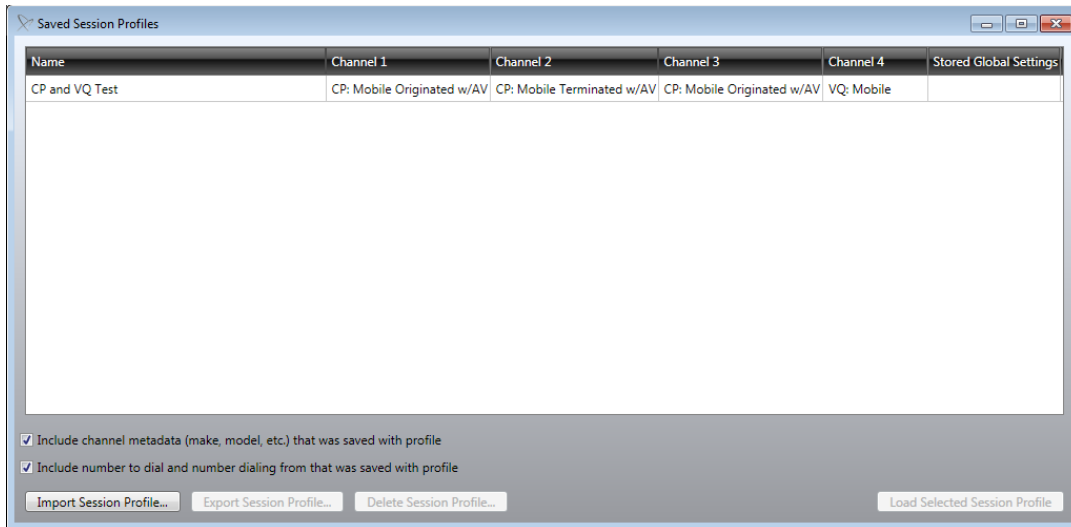 Saved Session Profiles
Name Channel 1 Channel 2 Channel 3 Channel 4 Stored Global Settings
CP and VQ Test CP: Mobile Originated w/AV CP: Mobile Terminated w/AV CP: Mobile Originated w/AV VQ: Mobile
Include channel metadata (make, model, etc.) that was saved with profile
Include number to dial and number dialing from that was saved with profile
Import Session Profile... Export Session Profile... Delete Session Profile... Load Selected Session Profile